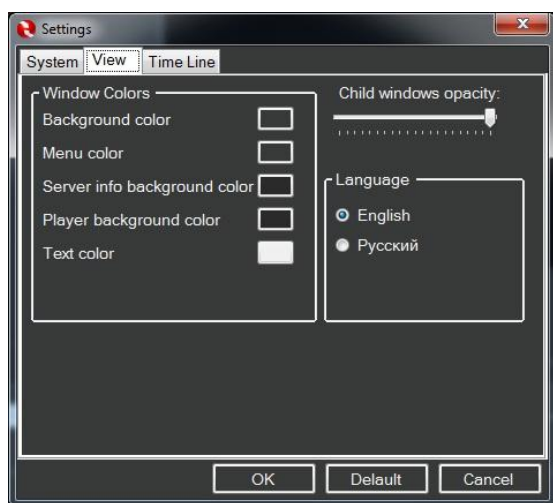 Settings
System View Time Line
Window Colors
Background color
Menu color
Server info background color
Player background color
Text color
Child windows opacity:
Language
English
Русский
OK Delault Cancel